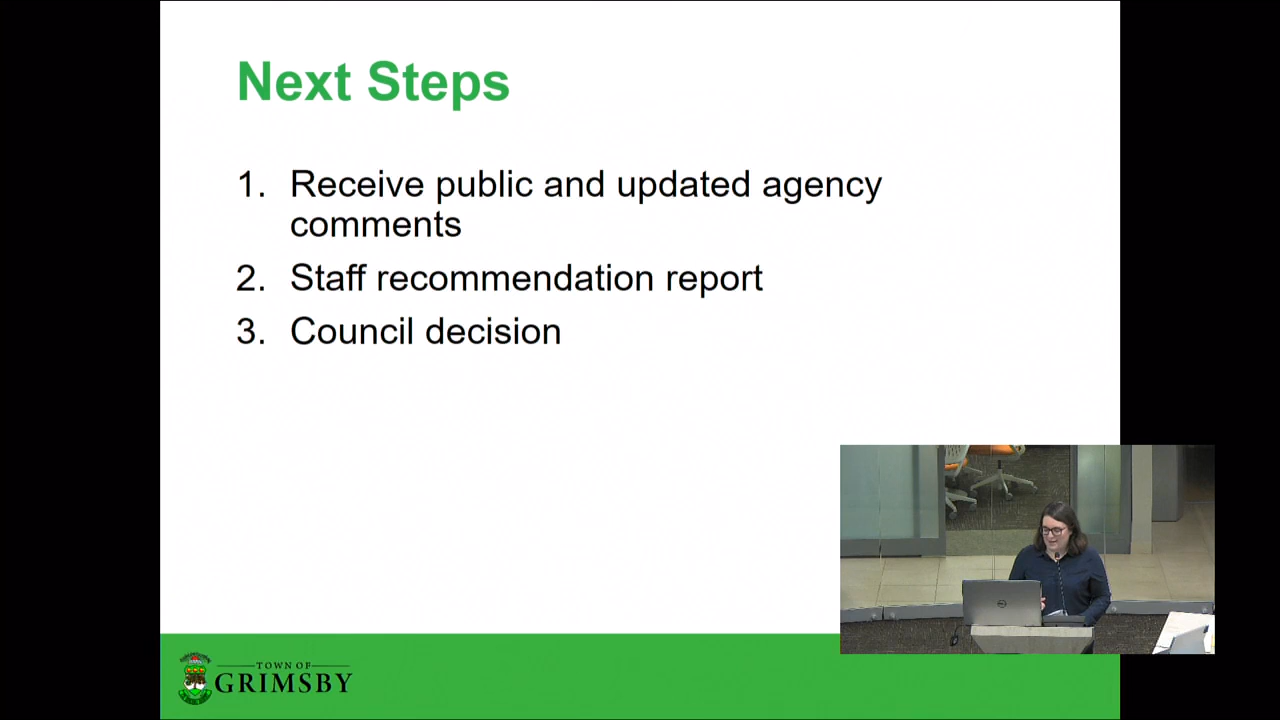 Next Steps
1. Receive public and updated agency
comments
2. Staff recommendation report
3. Council decision
TOWN OF
GRIMSBY